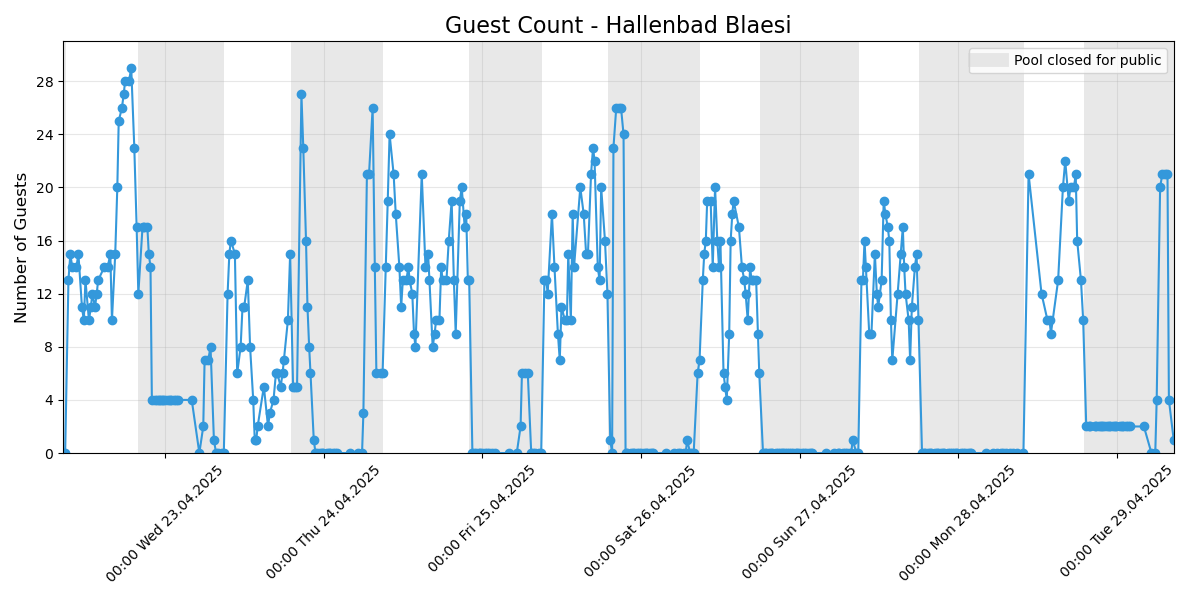 Guest Count - Hallenbad Blaesi
Pool closed for public
Number of Guests
28
24
20
16
12
8
4
0
00:00 Wed 23.04.2025
00:00 Thu 24.04.2025
00:00 Fri 25.04.2025
00:00 Sat 26.04.2025
00:00 Sun 27.04.2025
00:00 Mon 28.04.2025
00:00 Tue 29.04.2025